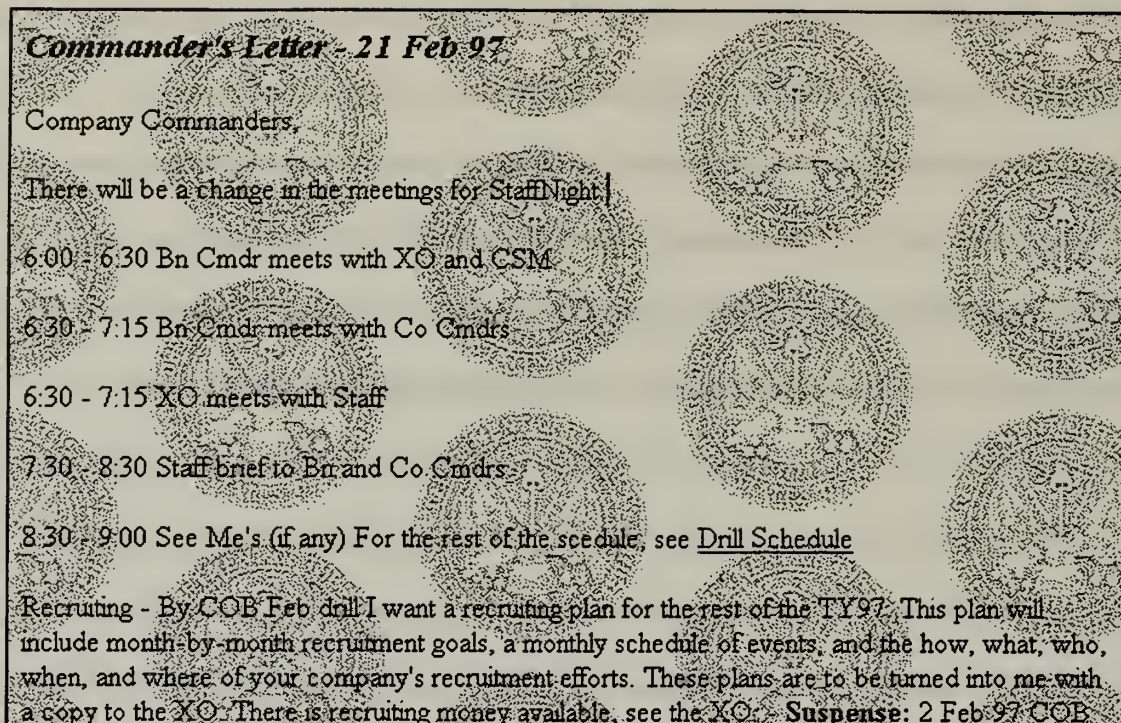 Commander's Letter - 21 Feb 97
Company Commanders,
There will be a change in the meetings for StaffNight.
6:00 - 6:30 Bn Cmdr meets with XO and CSM
6:30 - 7:15 Bn Cmdr meets with Co Cmdrs
6:30 - 7:15 XO meets with Staff
7:30 - 8:30 Staff brief to Bn and Co Cmdrs
8:30 - 9:00 See Me's (if any) For the rest of the scedule, see Drill Schedule
Recruiting - By COB Feb drill I want a recruiting plan for the rest of the TY97. This plan will
include month-by-month recruitment goals, a monthly schedule of events, and the how, what, who,
when, and where of your company's recruitment efforts. These plans are to be turned into me with
a copy to the XO. There is recruiting money available, see the XO. Suspense: 2 Feb 97 COB